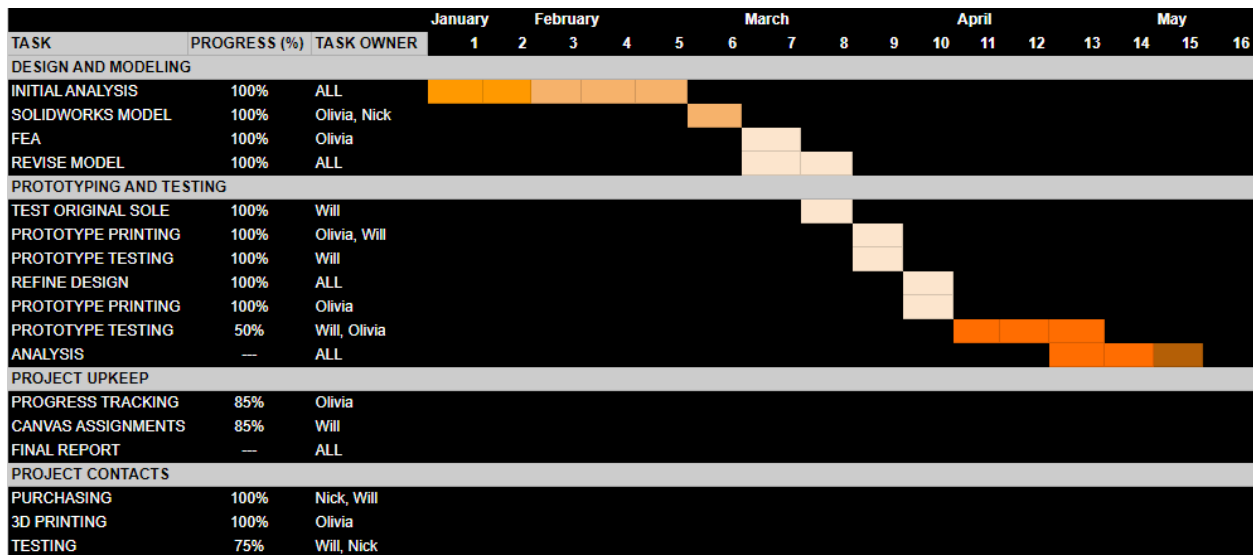 January February March April May
TASK PROGRESS (%) TASK OWNER 1 2 3 4 5 6 7 8 9 10 11 12 13 14 15 16
DESIGN AND MODELING
INITIAL ANALYSIS 100% ALL
SOLIDWORKS MODEL 100% Olivia, Nick
FEA 100% Olivia
REVISE MODEL 100% ALL
PROTOTYPING AND TESTING
TEST ORIGINAL SOLE 100% Will
PROTOTYPE PRINTING 100% Olivia, Will
PROTOTYPE TESTING 100% Will
REFINE DESIGN 100% ALL
PROTOTYPE PRINTING 100% Olivia
PROTOTYPE TESTING 50% Will, Olivia
ANALYSIS --- ALL
PROJECT UPKEEP
PROGRESS TRACKING 85% Olivia
CANVAS ASSIGNMENTS 85% Will
FINAL REPORT --- ALL
PROJECT CONTACTS
PURCHASING 100% Nick, Will
3D PRINTING 100% Olivia
TESTING 75% Will, Nick